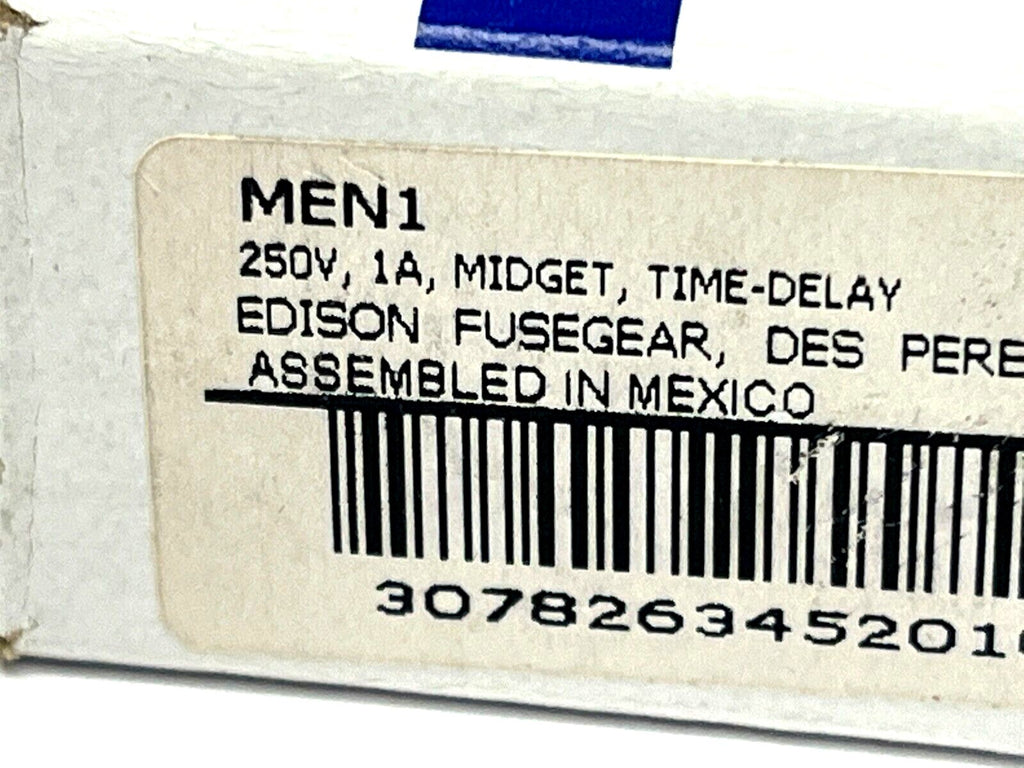 MEN1
250V, 1A, MIDGET, TIME-DELAY
EDISON FUSEGEAR, DES PERE
ASSEMBLED IN MEXICO
307826345201